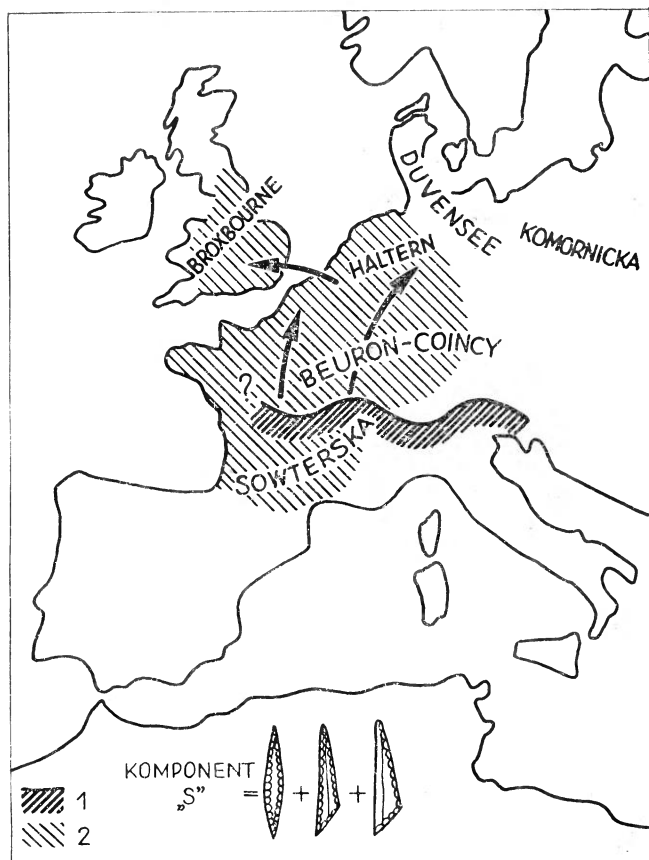 DUVENSEE
KOMORNICKA
BROXBOURNE
HALTERN
BEURON-COINCY
?
SOWTERSKA
KOMPONENT
„S" = + +
1
2